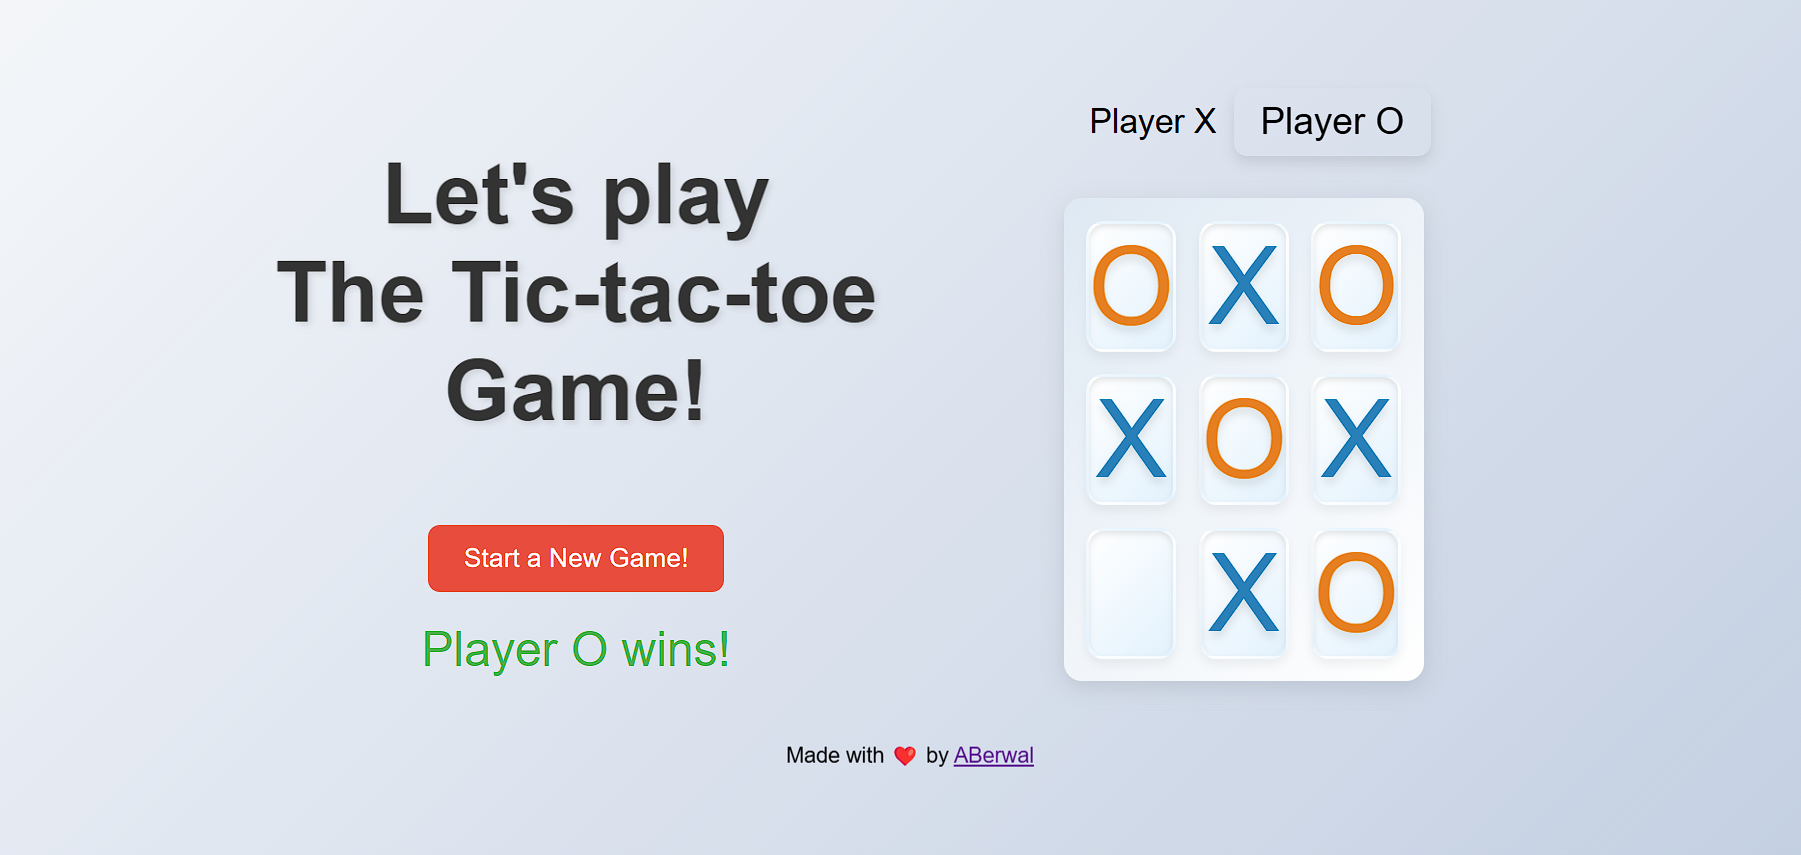 Player X Player O
Let's play
The Tic-tac-toe
Game!
O X O
X O X
X O
Start a New Game!
Player O wins!
Made with ❤️ by ABerwal